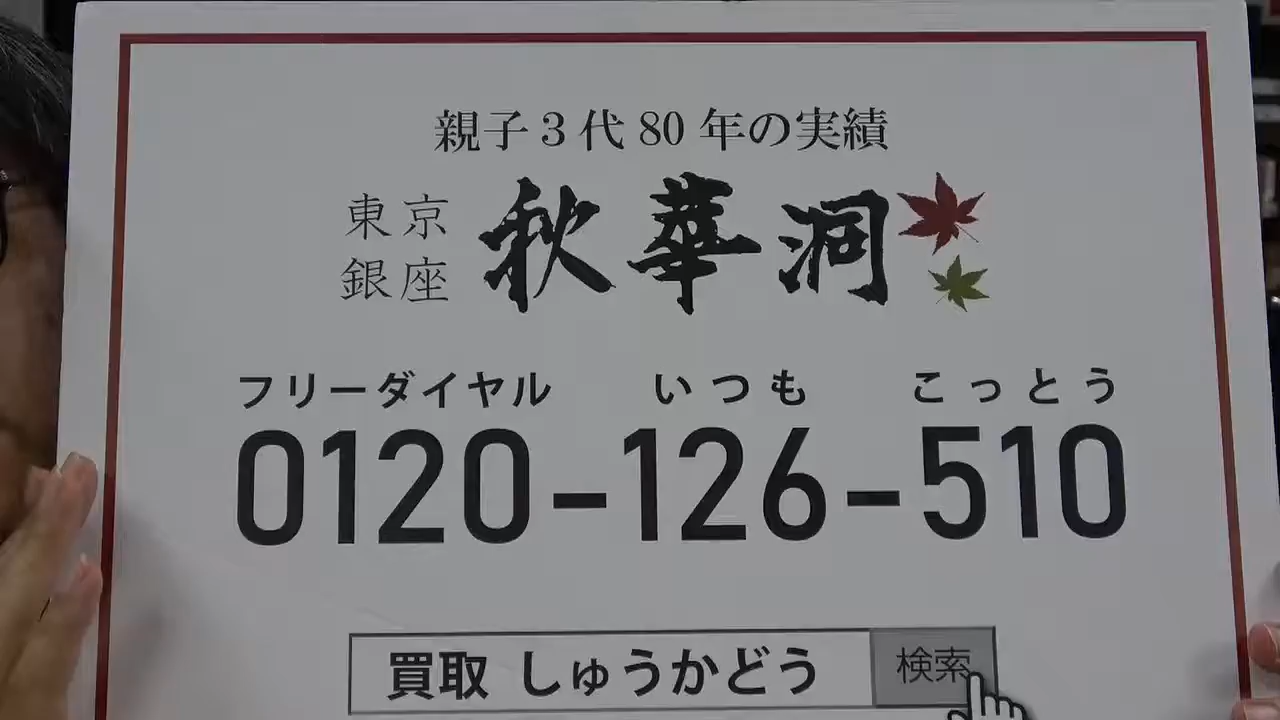 親子3代80年の実績
東京 銀座 秋華洞
フリーダイヤル いつも こっとう
0120-126-510
買取 しゅうかどう 検索